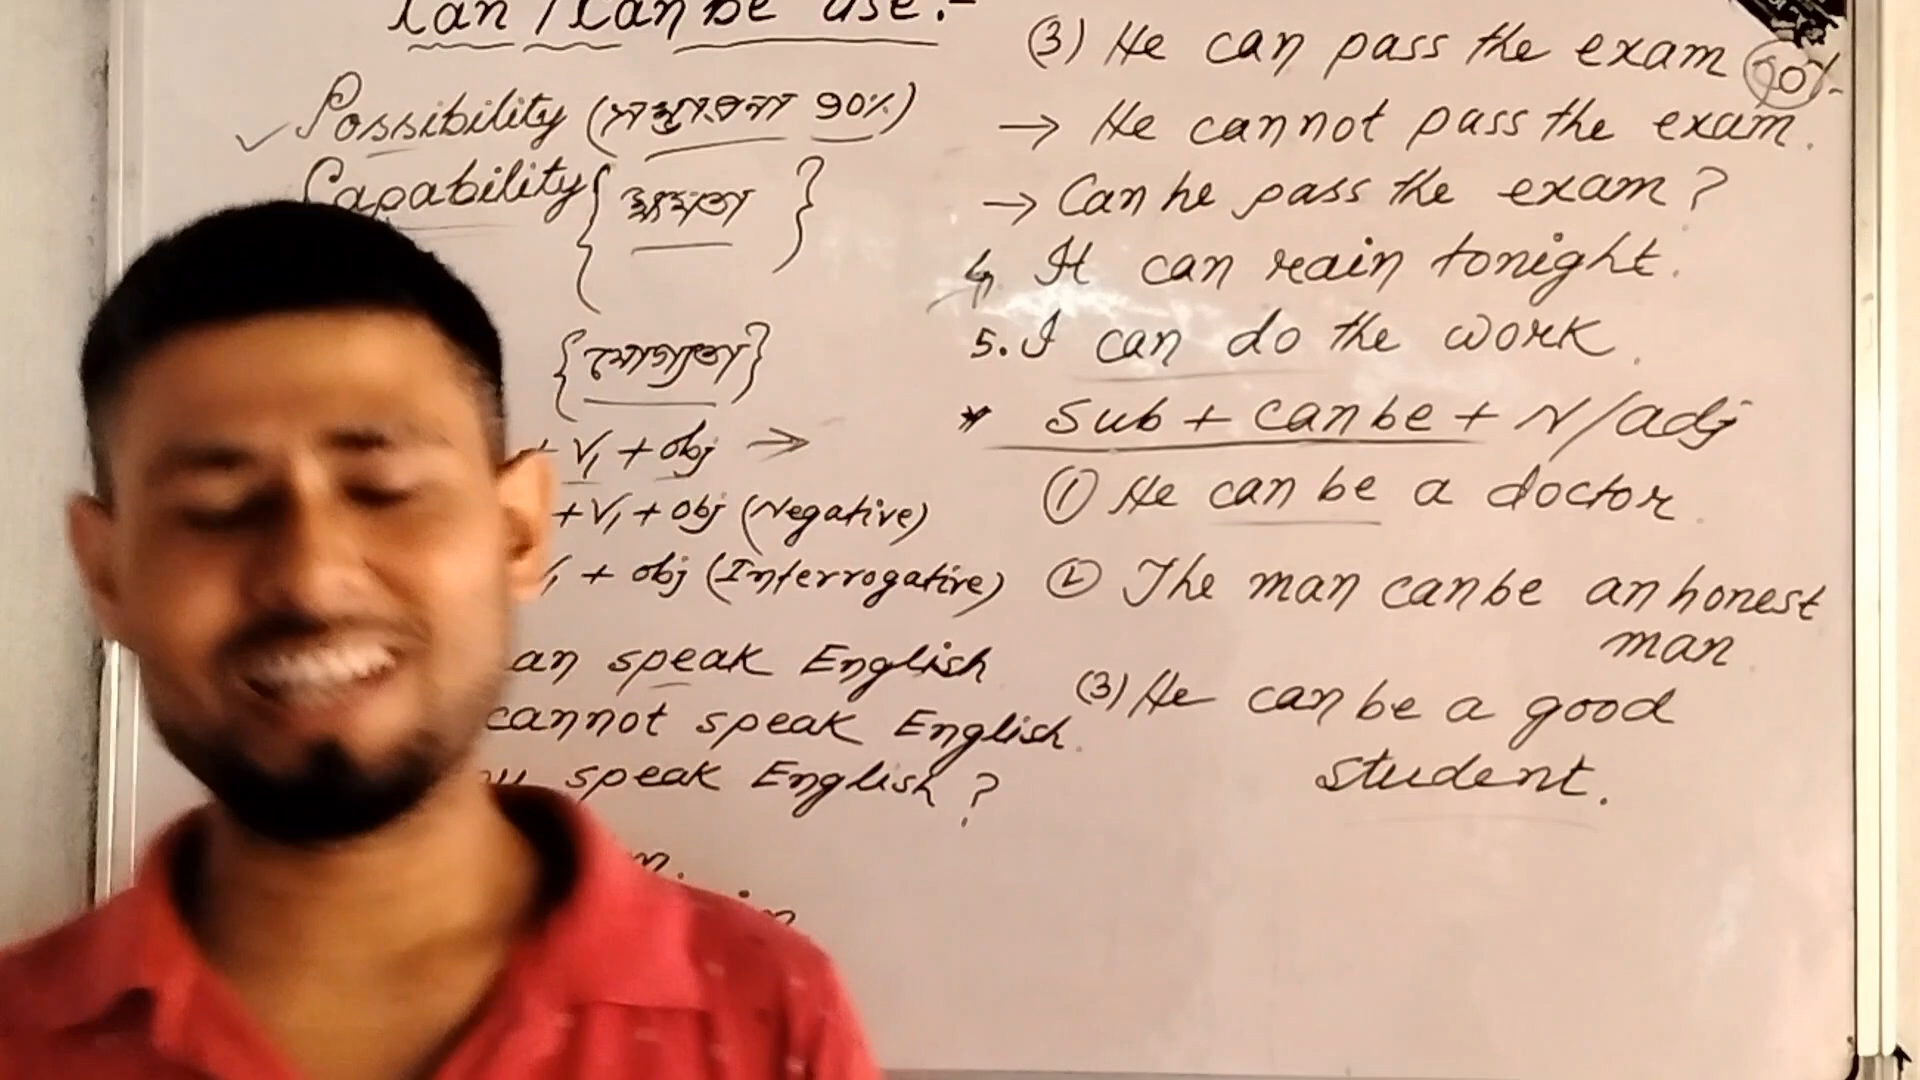 Can / Can be use :-
Possibility (সম্ভাবনা 90%)
Capability { ক্ষমতা }
{যোগ্যতা}
+ V1 + obj →
+ V1 + obj (Negative)
+ obj (Interrogative)
an speak English
cannot speak English.
speak English ?
(3) He can pass the exam 90%
→ He cannot pass the exam.
→ Can he pass the exam ?
4, It can rain tonight.
5. I can do the work.
* Sub + can be + N/adj
(1) He can be a doctor.
(2) The man can be an honest
man
(3) He can be a good
student.